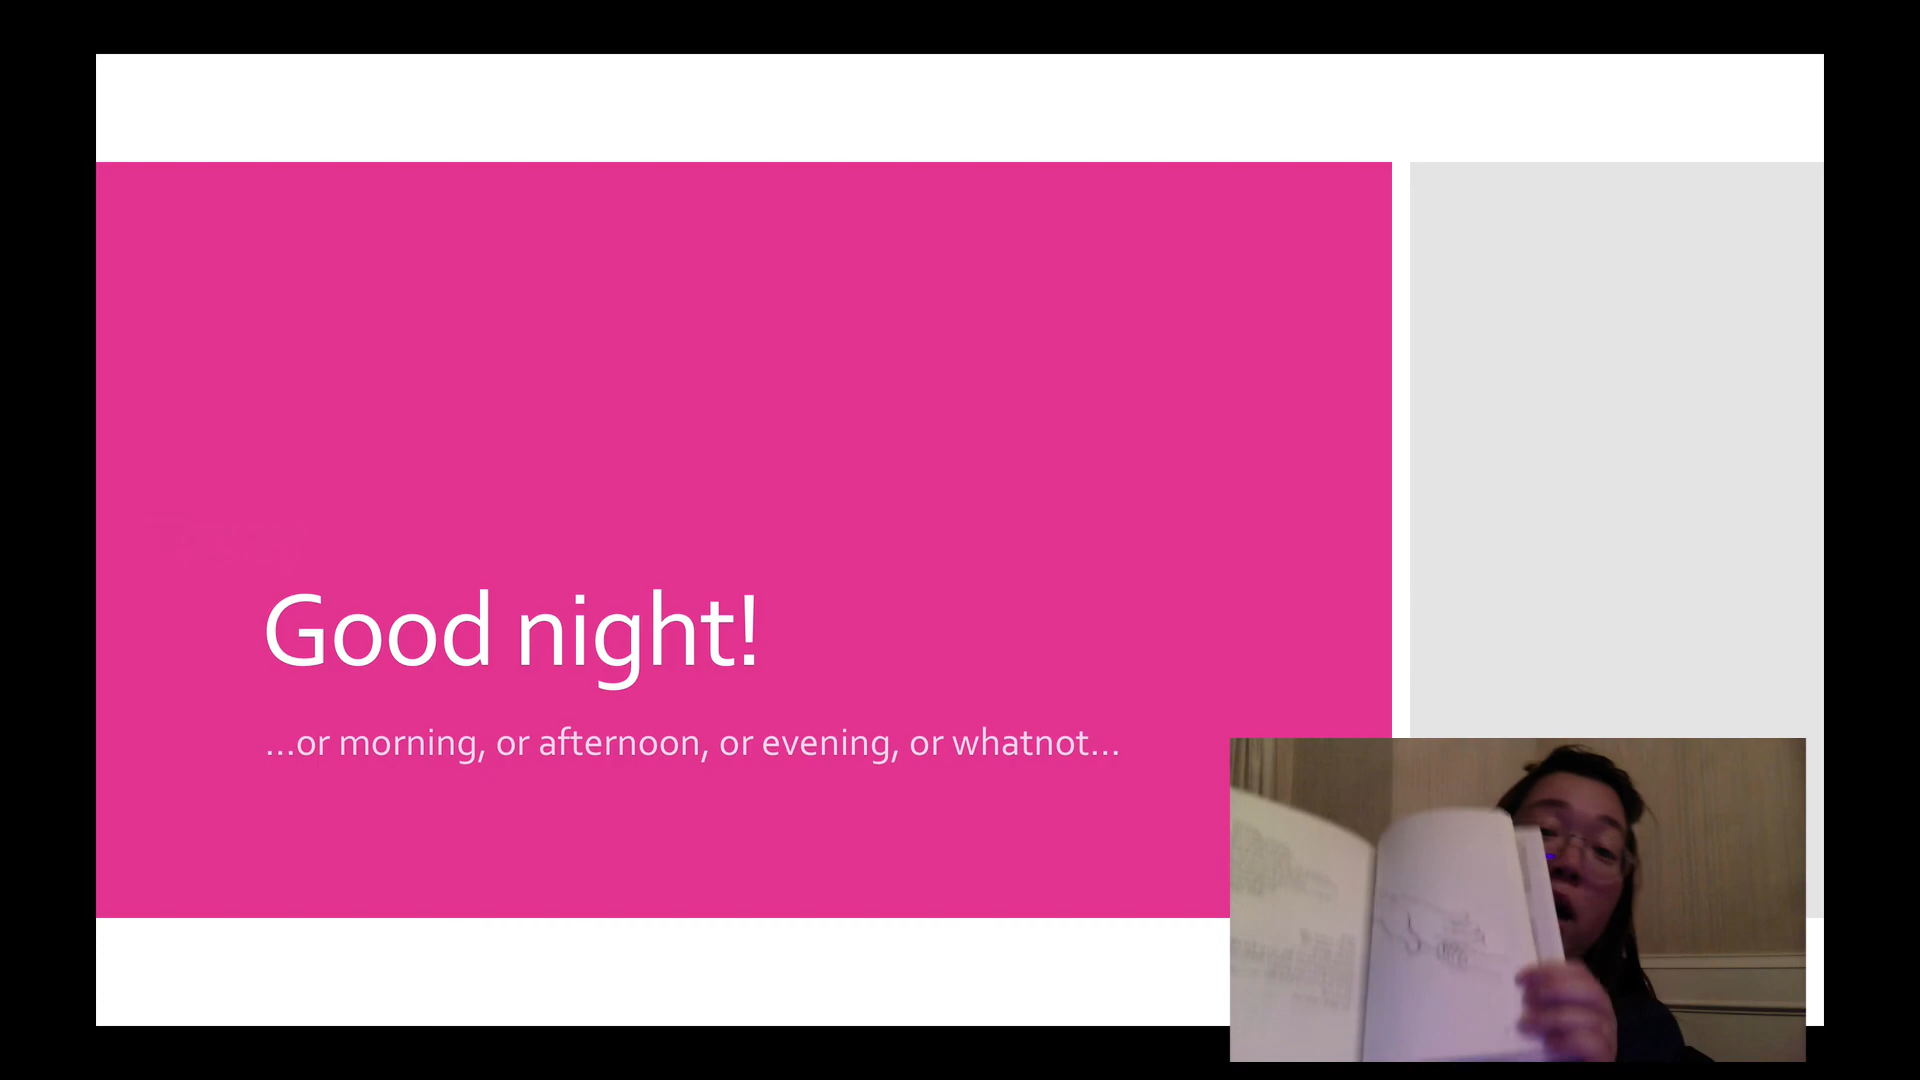 Good night!
…or morning, or afternoon, or evening, or whatnot…